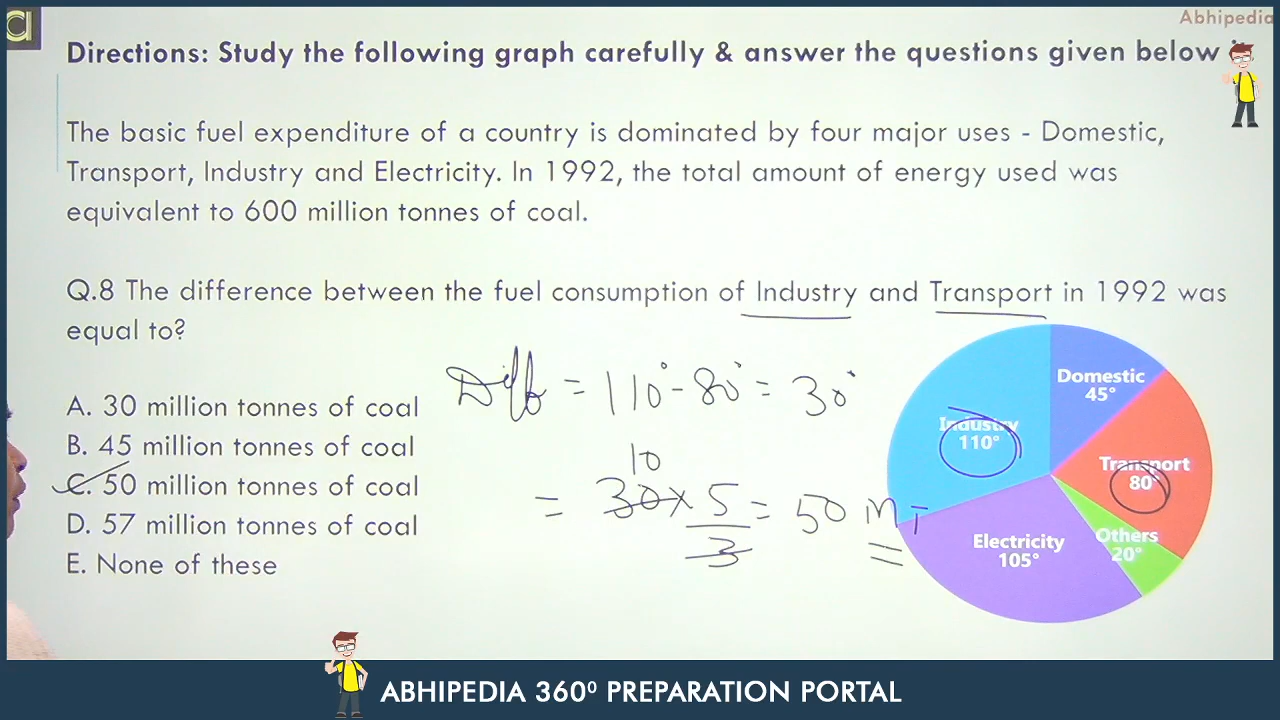 a
Abhipedia
Directions: Study the following graph carefully & answer the questions given below :-
The basic fuel expenditure of a country is dominated by four major uses - Domestic,
Transport, Industry and Electricity. In 1992, the total amount of energy used was
equivalent to 600 million tonnes of coal.
Q.8 The difference between the fuel consumption of Industry and Transport in 1992 was
equal to?
A. 30 million tonnes of coal
B. 45 million tonnes of coal
C. 50 million tonnes of coal
D. 57 million tonnes of coal
E. None of these
Diff = 110° - 80° = 30°
10
= 30 x 5 = 50 MT
3
Domestic
45°
Industry
110°
Transport
80°
Others
20°
Electricity
105°
ABHIPEDIA 360⁰ PREPARATION PORTAL